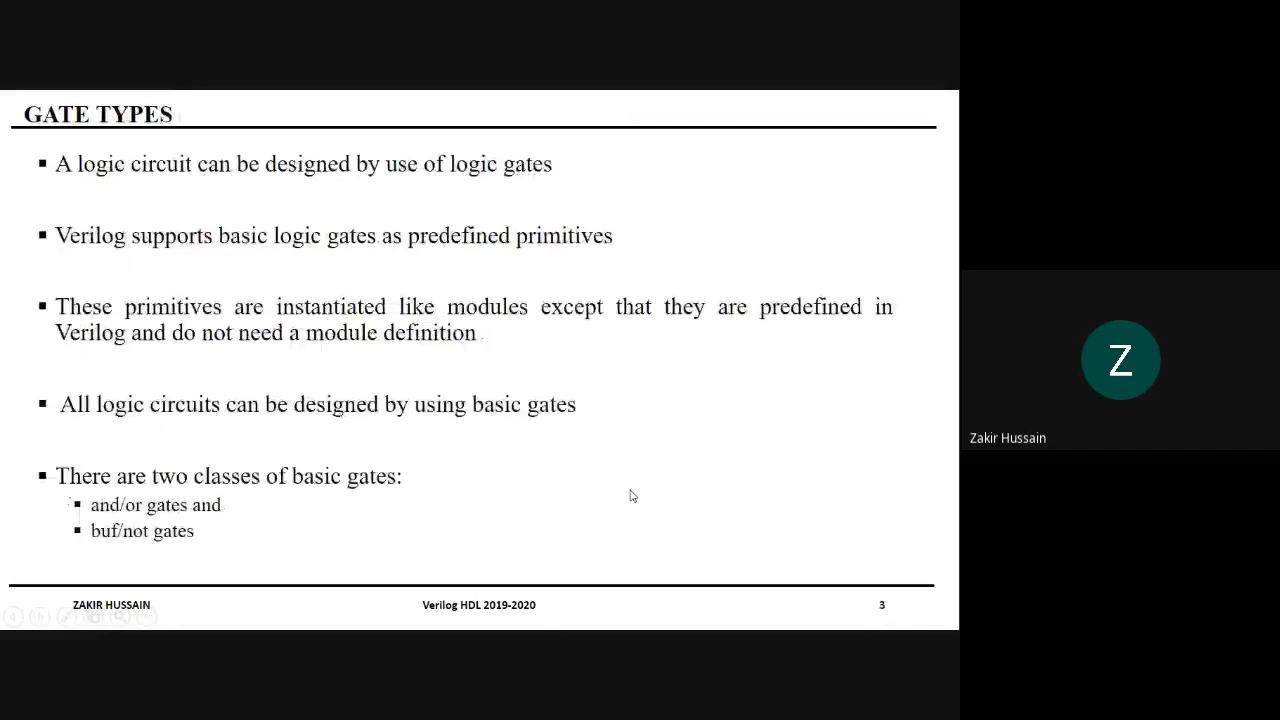 GATE TYPES
▪ A logic circuit can be designed by use of logic gates
▪ Verilog supports basic logic gates as predefined primitives
▪ These primitives are instantiated like modules except that they are predefined in
Verilog and do not need a module definition
▪ All logic circuits can be designed by using basic gates
▪ There are two classes of basic gates:
▪ and/or gates and
▪ buf/not gates
ZAKIR HUSSAIN Verilog HDL 2019-2020 3
Z
Zakir Hussain